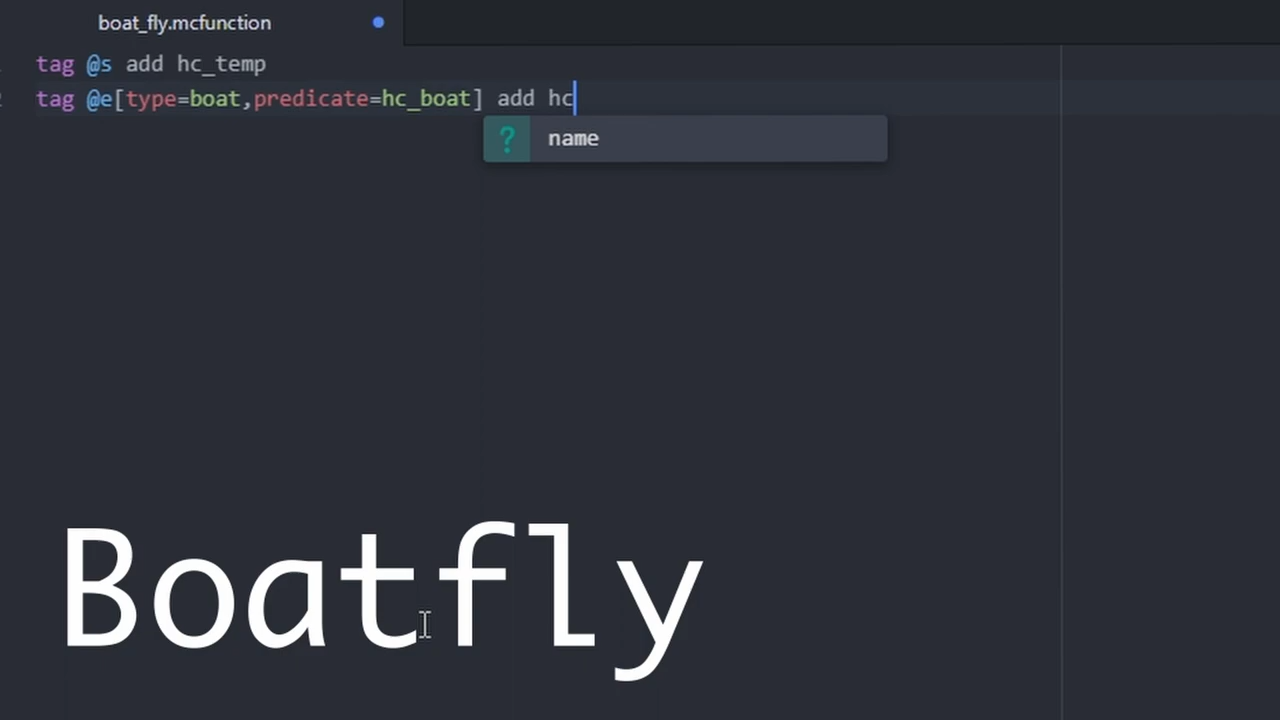 boat_fly.mcfunction
tag @s add hc_temp
tag @e[type=boat,predicate=hc_boat] add hc
? name
Boatfly